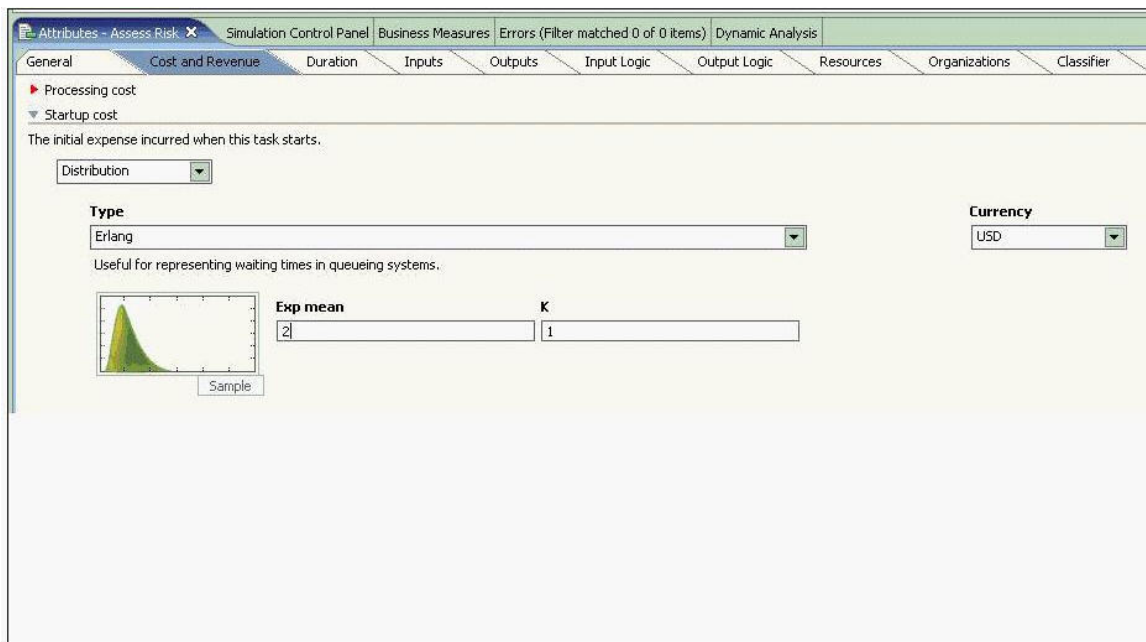 Attributes - Assess Risk Simulation Control Panel Business Measures Errors (Filter matched 0 of 0 items) Dynamic Analysis
General Cost and Revenue Duration Inputs Outputs Input Logic Output Logic Resources Organizations Classifier
Processing cost
Startup cost
The initial expense incurred when this task starts.
Distribution
Type Currency
Erlang USD
Useful for representing waiting times in queueing systems.
Exp mean K
2 1
Sample